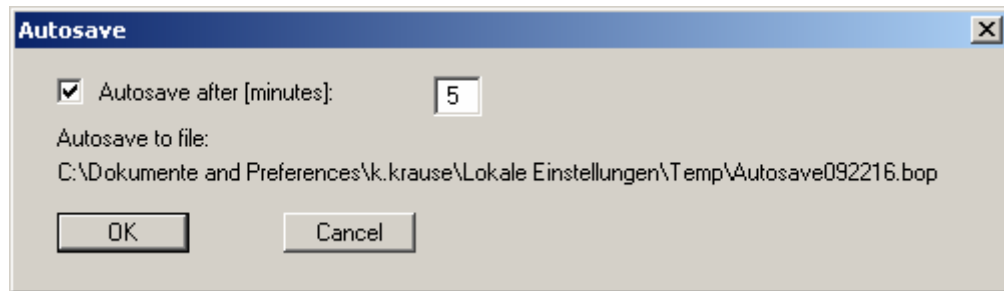 Autosave
Autosave after [minutes]: 5
Autosave to file:
C:\Dokumente and Preferences\k.krause\Lokale Einstellungen\Temp\Autosave092216.bop
OK Cancel